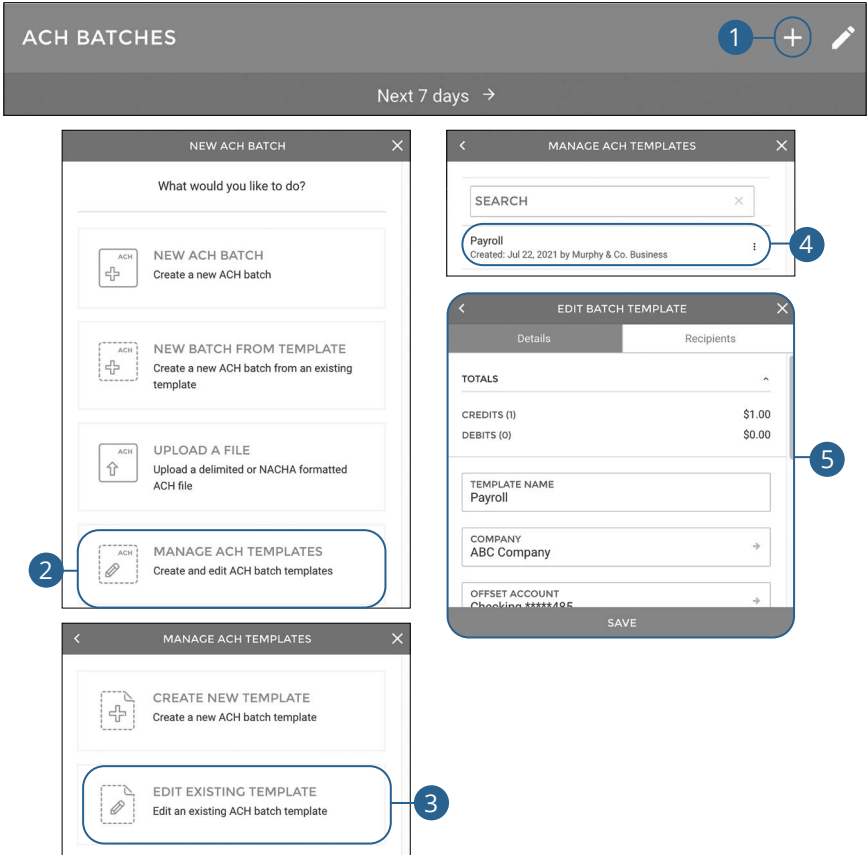 ACH BATCHES
1
Next 7 days
NEW ACH BATCH
What would you like to do?
ACH
NEW ACH BATCH
Create a new ACH batch
ACH
NEW BATCH FROM TEMPLATE
Create a new ACH batch from an existing
template
ACH
UPLOAD A FILE
Upload a delimited or NACHA formatted
ACH file
2
ACH
MANAGE ACH TEMPLATES
Create and edit ACH batch templates
MANAGE ACH TEMPLATES
CREATE NEW TEMPLATE
Create a new ACH batch template
EDIT EXISTING TEMPLATE
Edit an existing ACH batch template
3
MANAGE ACH TEMPLATES
SEARCH
Payroll
Created: Jul 22, 2021 by Murphy & Co. Business
4
EDIT BATCH TEMPLATE
Details Recipients
TOTALS
CREDITS (1) $1.00
DEBITS (0) $0.00
5
TEMPLATE NAME
Payroll
COMPANY
ABC Company
OFFSET ACCOUNT
Checking *****485
SAVE